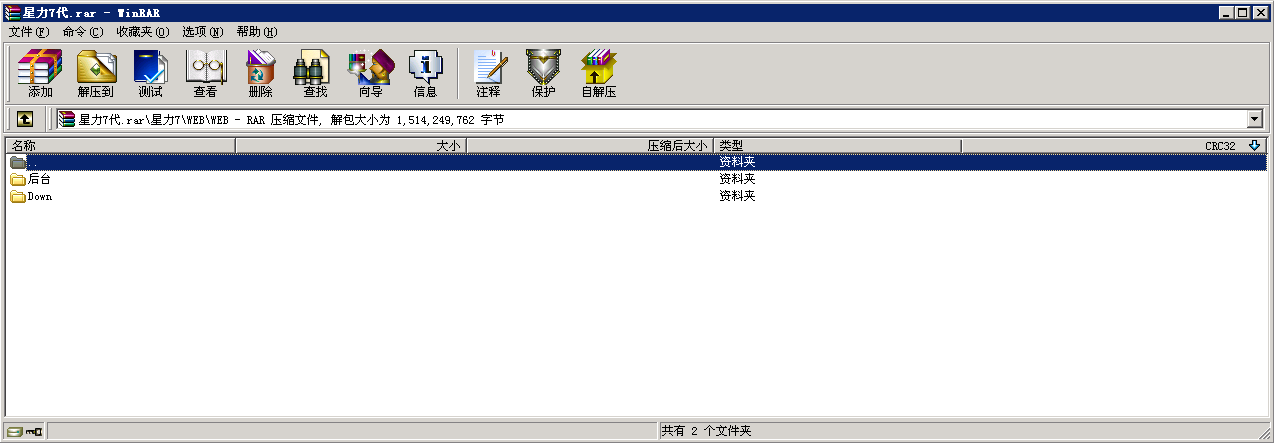 星力7代.rar - WinRAR
文件(F) 命令(C) 收藏夹(O) 选项(N) 帮助(H)
添加 解压到 测试 查看 删除 查找 向导 信息 注释 保护 自解压
星力7代.rar\星力7\WEB\WEB - RAR 压缩文件, 解包大小为 1,514,249,762 字节
名称 大小 压缩后大小 类型 CRC32
.. 资料夹
后台 资料夹
Down 资料夹
共有 2 个文件夹